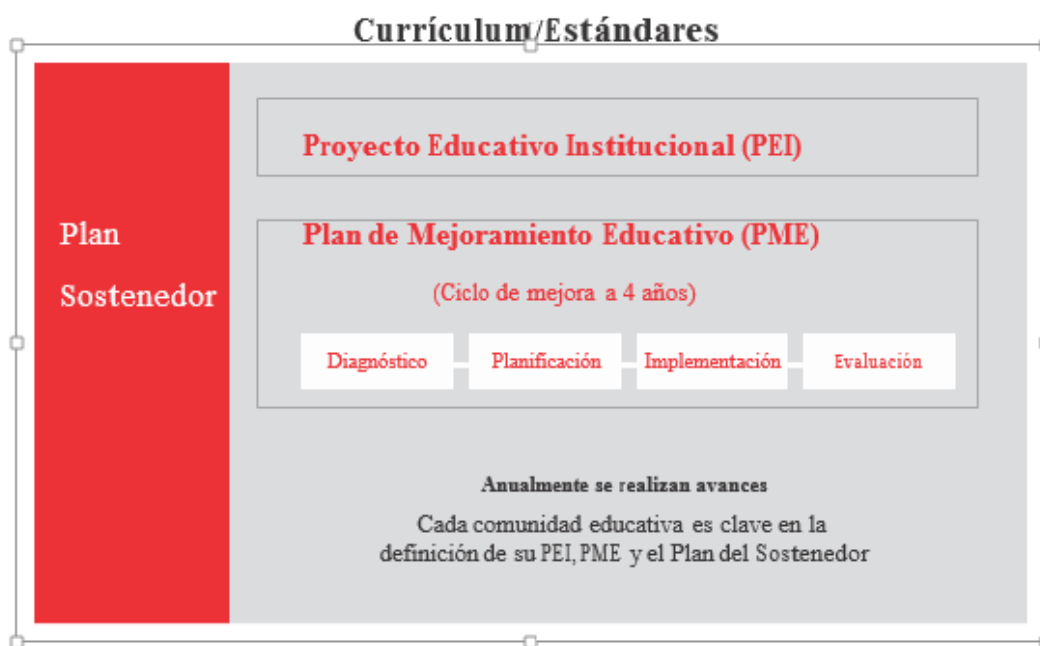 Currículum/Estándares
Plan
Sostenedor
Proyecto Educativo Institucional (PEI)
Plan de Mejoramiento Educativo (PME)
(Ciclo de mejora a 4 años)
Diagnóstico
Planificación
Implementación
Evaluación
Anualmente se realizan avances
Cada comunidad educativa es clave en la
definición de su PEI, PME y el Plan del Sostenedor